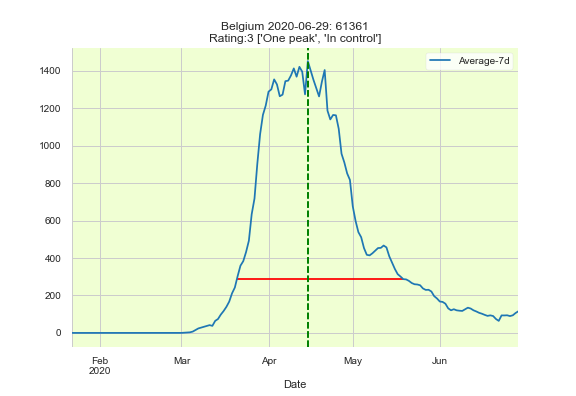 Belgium 2020-06-29: 61361
Rating:3 ['One peak', 'In control']
Average-7d
1400
1200
1000
800
600
400
200
0
Feb
2020
Mar
Apr
May
Jun
Date